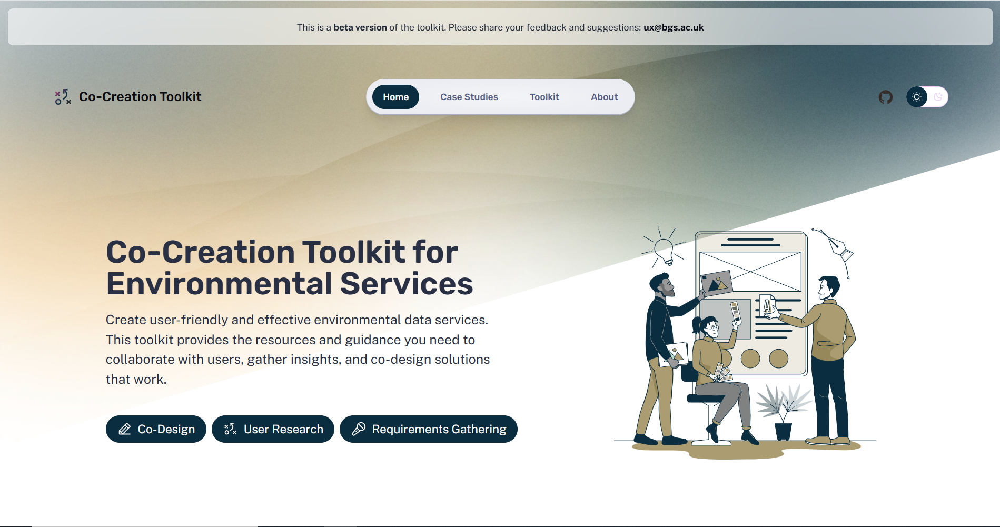 This is a beta version of the toolkit. Please share your feedback and suggestions: ux@bgs.ac.uk
Co-Creation Toolkit
Home
Case Studies
Toolkit
About
Co-Creation Toolkit for
Environmental Services
Create user-friendly and effective environmental data services.
This toolkit provides the resources and guidance you need to
collaborate with users, gather insights, and co-design solutions
that work.
A
Co-Design
User Research
Requirements Gathering